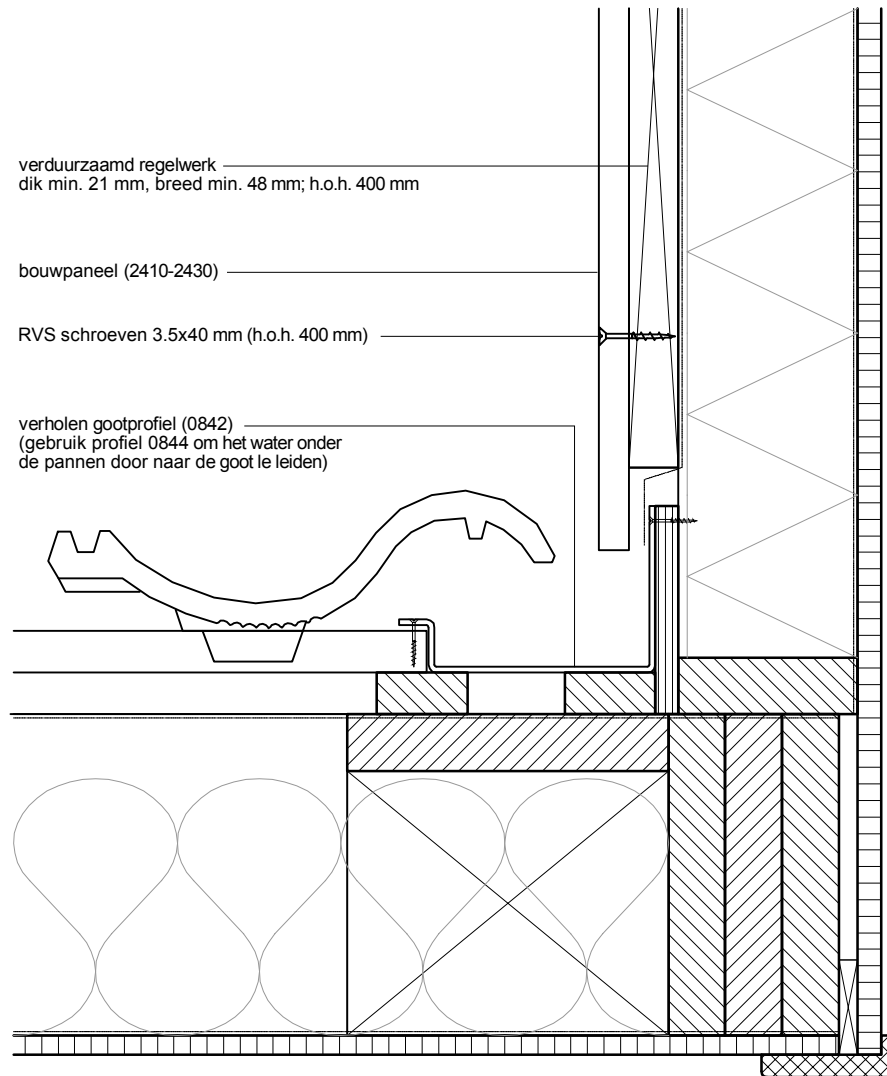 verduurzaamd regelwerk
dik min. 21 mm, breed min. 48 mm; h.o.h. 400 mm
bouwpaneel (2410-2430)
RVS schroeven 3.5x40 mm (h.o.h. 400 mm)
verholen gootprofiel (0842)
(gebruik profiel 0844 om het water onder
de pannen door naar de goot le leiden)